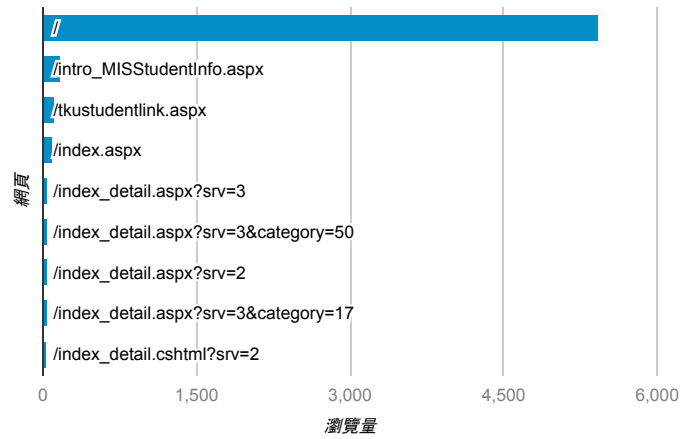 /
/intro_MISStudentInfo.aspx
/tkustudentlink.aspx
/index.aspx
/index_detail.aspx?srv=3
/index_detail.aspx?srv=3&category=50
/index_detail.aspx?srv=2
/index_detail.aspx?srv=3&category=17
/index_detail.cshtml?srv=2
網頁
0 1,500 3,000 4,500 6,000
瀏覽量